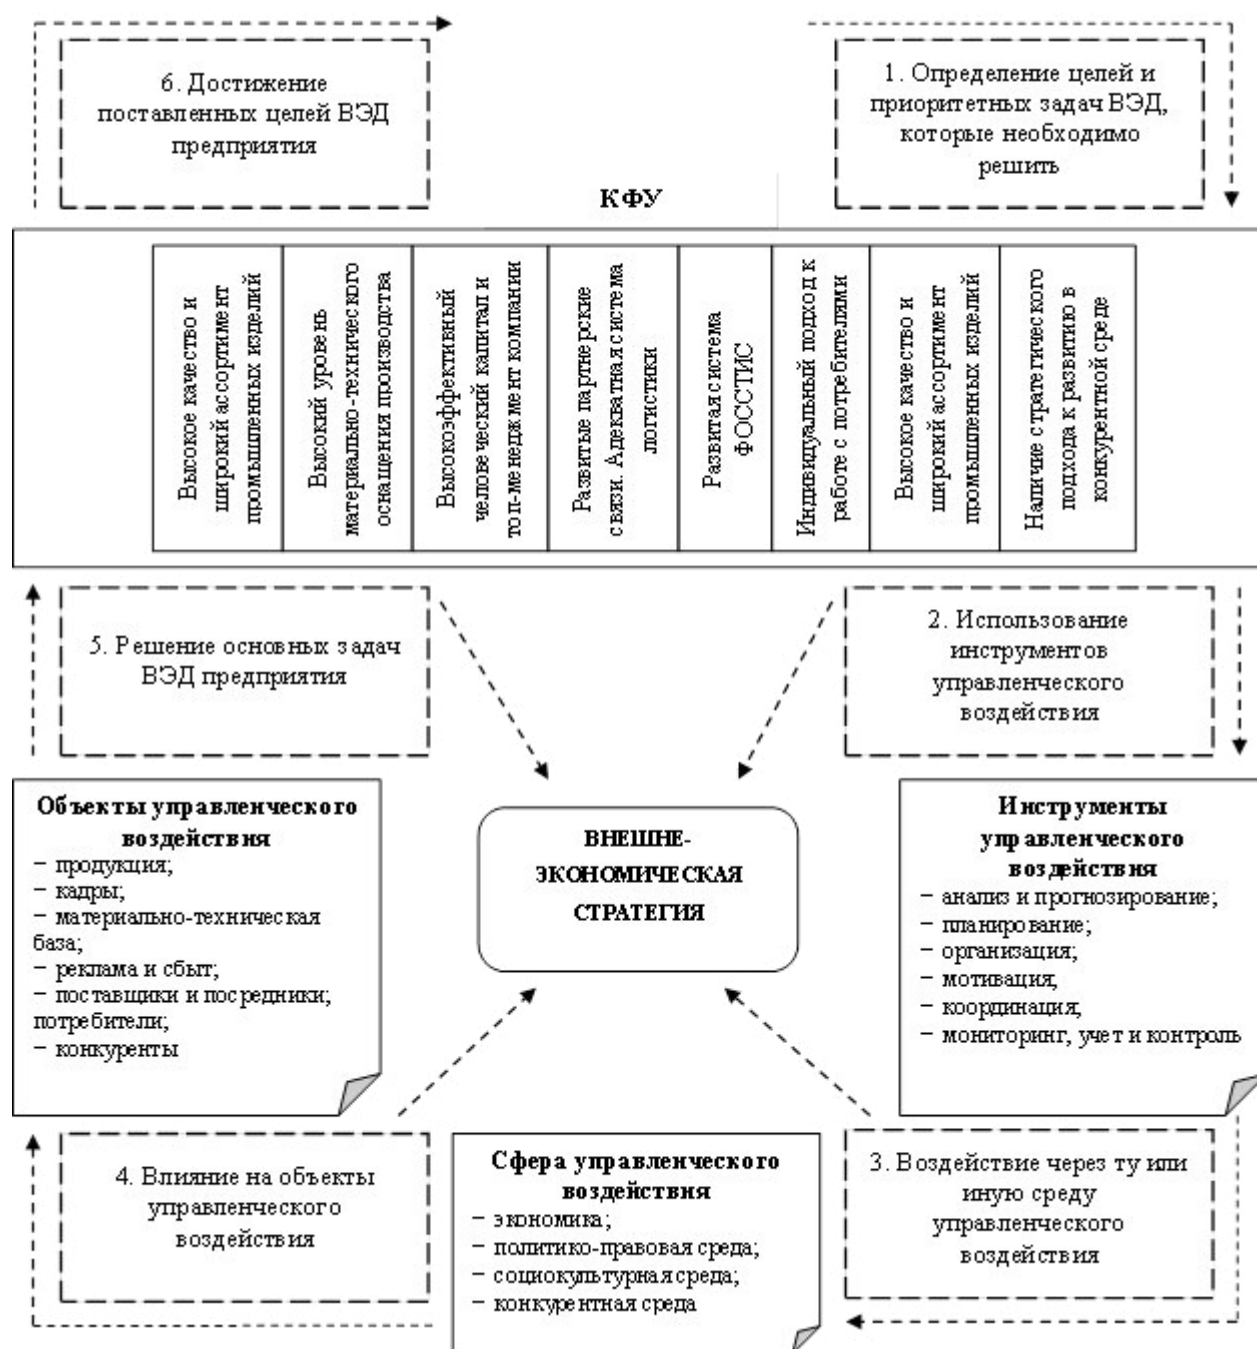 6. Достижение
поставленных целей ВЭД
предприятия
1. Определение целей и
приоритетных задач ВЭД,
которые необходимо
решить
КФУ
Высокое качество и
широкий ассортимент
промышленных изделий
Высокий уровень
материально-технического
оснащения производства
Высокоэффективный
человеческий капитал и
топ-менеджмент компании
Развитые партнерские
связи. Адекватная система
логистики
Развитая система
ФОССТИС
Индивидуальный подход к
работе с потребителями
Высокое качество и
широкий ассортимент
промышленных изделий
Наличие стратегического
подхода к развитию в
конкурентной среде
5. Решение основных задач
ВЭД предприятия
2. Использование
инструментов
управленческого
воздействия
Объекты управленческого
воздействия
– продукция;
– кадры;
– материально-техническая
база;
– реклама и сбыт;
– поставщики и посредники;
потребители;
– конкуренты
ВНЕШНЕ-
ЭКОНОМИЧЕСКАЯ
СТРАТЕГИЯ
Инструменты
управленческого
воздействия
– анализ и прогнозирование;
– планирование;
– организация;
– мотивация;
– координация;
– мониторинг, учет и контроль
4. Влияние на объекты
управленческого
воздействия
Сфера управленческого
воздействия
– экономика;
– политико-правовая среда;
– социокультурная среда;
– конкурентная среда
3. Воздействие через ту или
иную среду
управленческого
воздействия